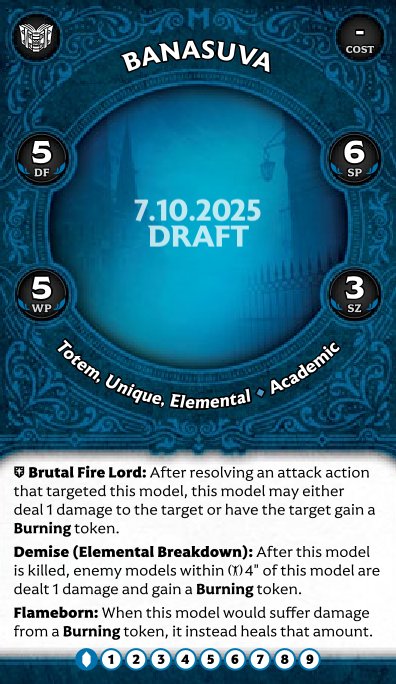 BANASUVA
-
COST
5
DF
6
SP
7.10.2025
DRAFT
5
WP
3
SZ
Totem, Unique, Elemental ♦ Academic
Brutal Fire Lord: After resolving an attack action
that targeted this model, this model may either
deal 1 damage to the target or have the target gain a
Burning token.
Demise (Elemental Breakdown): After this model
is killed, enemy models within 4" of this model are
dealt 1 damage and gain a Burning token.
Flameborn: When this model would suffer damage
from a Burning token, it instead heals that amount.
1 2 3 4 5 6 7 8 9